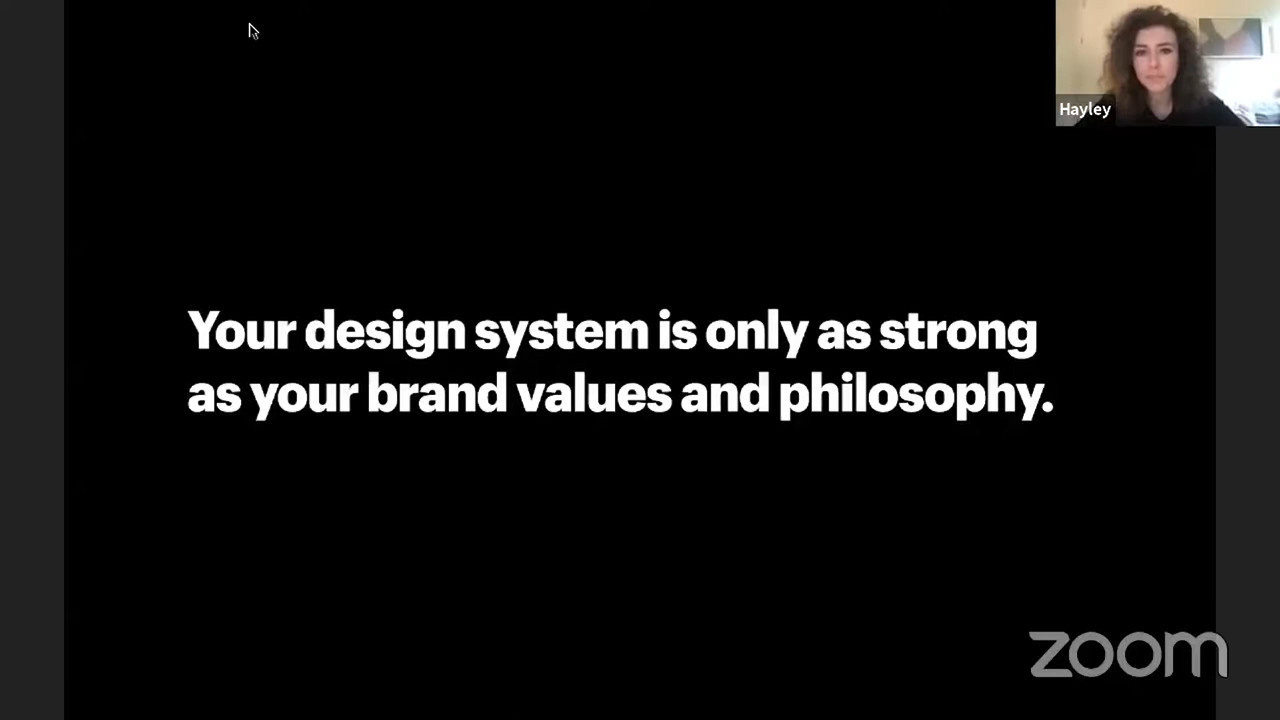 Hayley
Your design system is only as strong
as your brand values and philosophy.
zoom